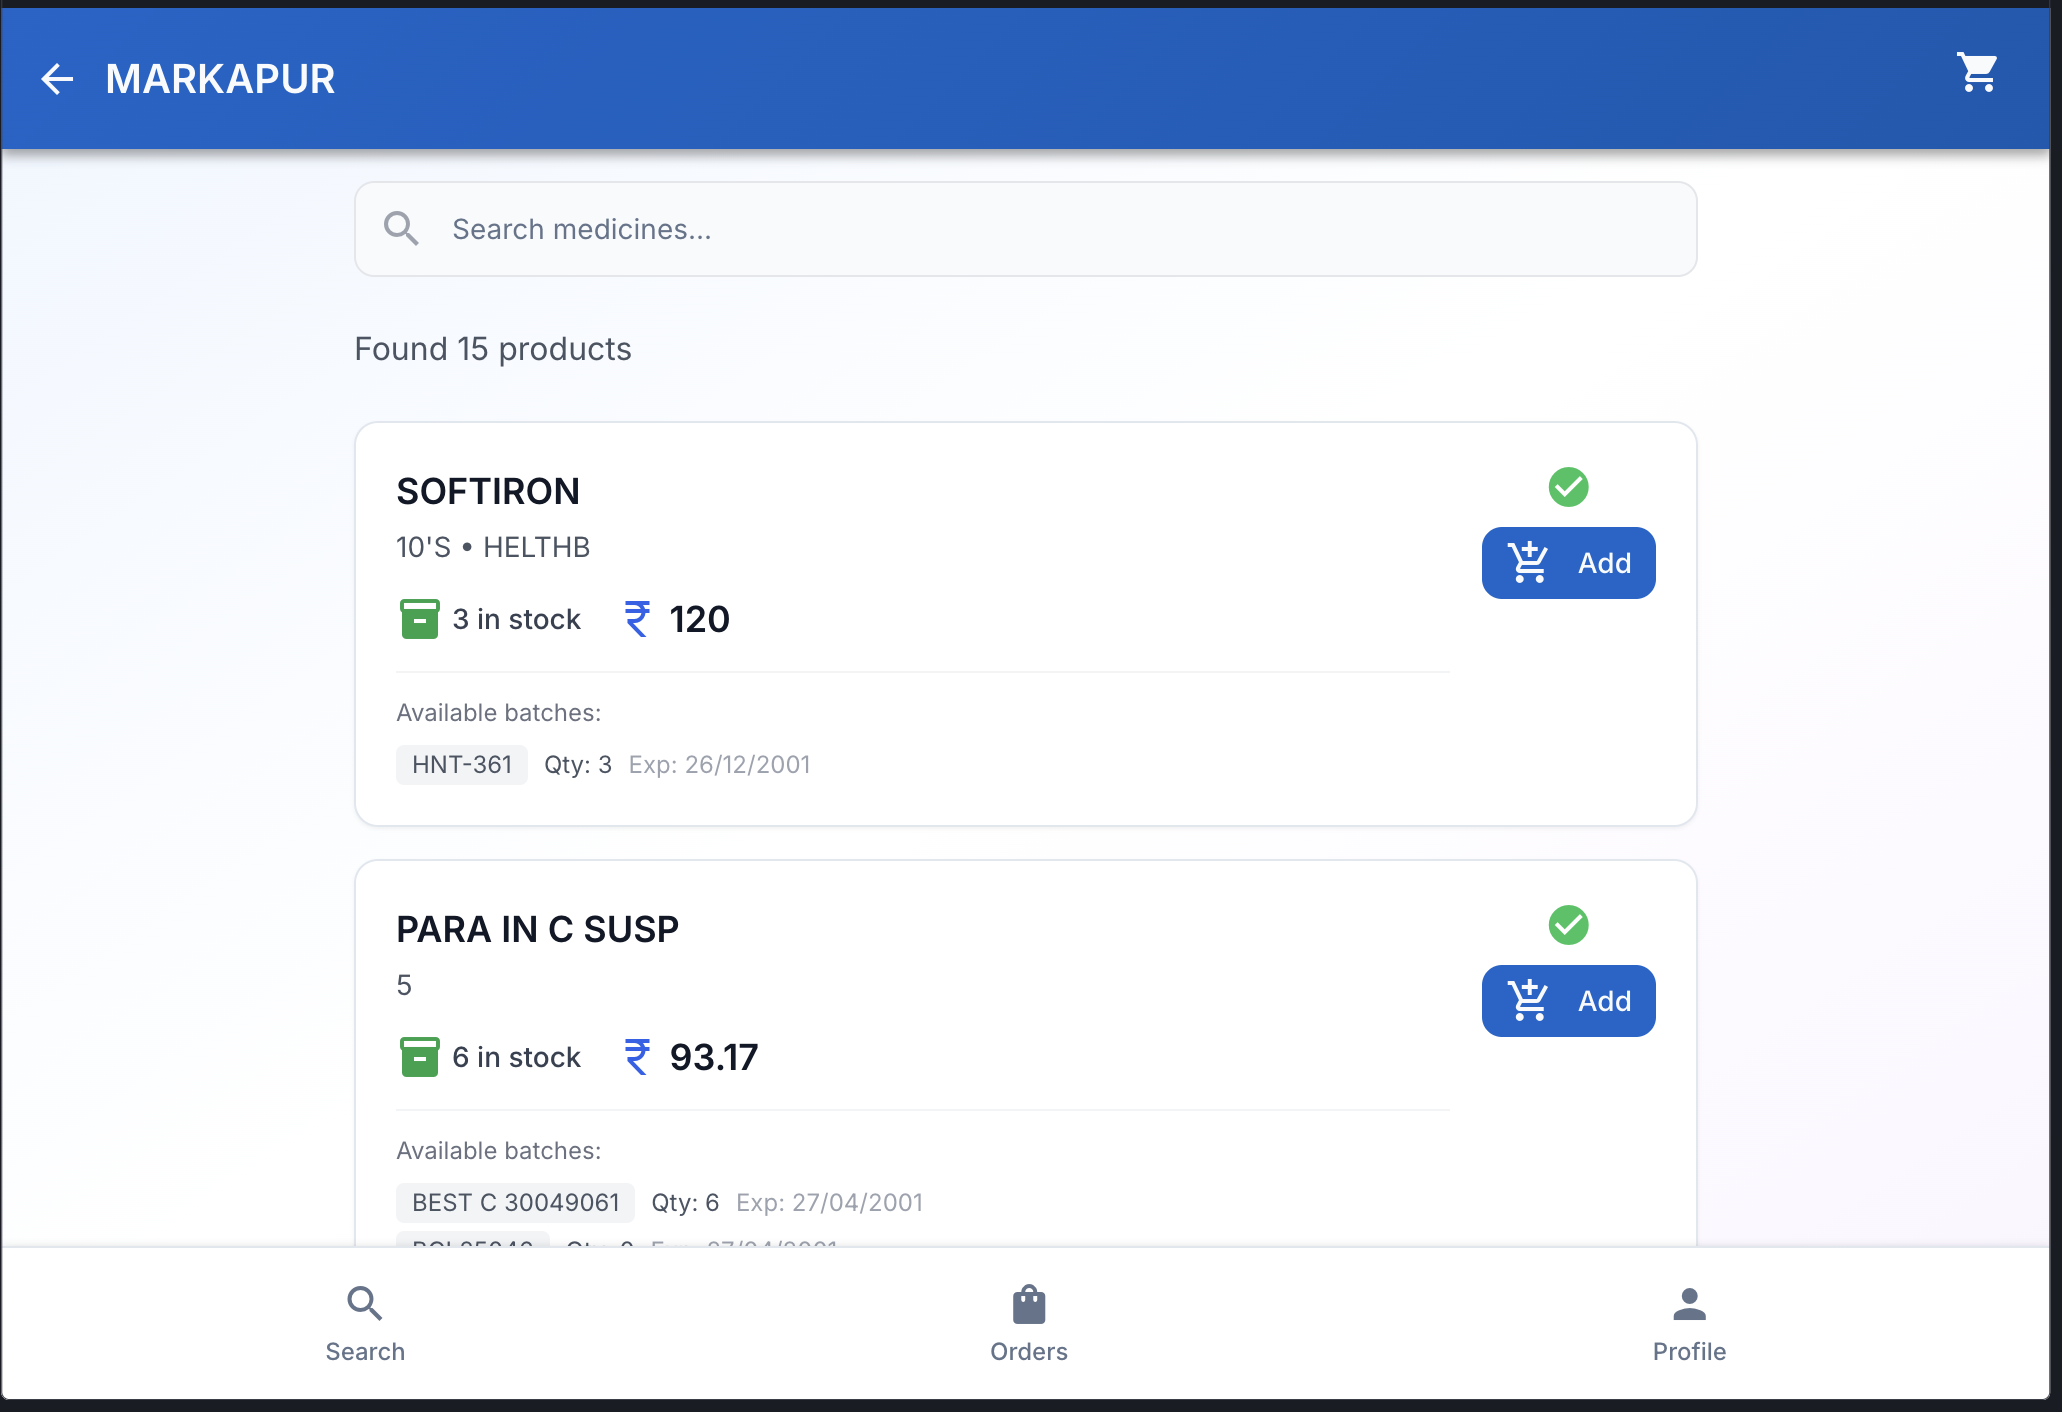 MARKAPUR
Search medicines...
Found 15 products
SOFTIRON
10'S • HELTHB
3 in stock ₹ 120
Add
Available batches:
HNT-361 Qty: 3 Exp: 26/12/2001
PARA IN C SUSP
5
6 in stock ₹ 93.17
Add
Available batches:
BEST C 30049061 Qty: 6 Exp: 27/04/2001
Search
Orders
Profile